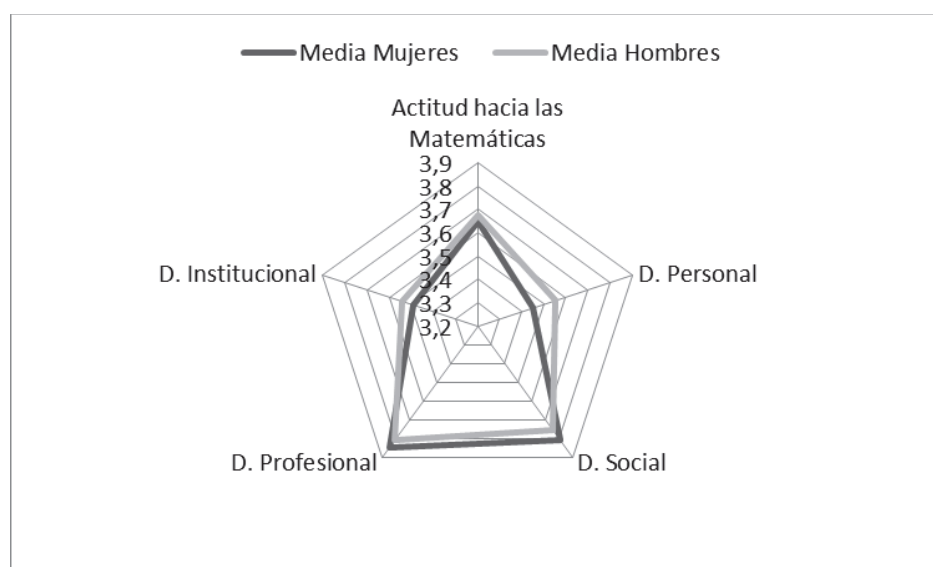 Media Mujeres
Media Hombres
Actitud hacia las
Matemáticas
3,9
3,8
3,7
3,6
3,5
3,4
3,3
3,2
D. Institucional
D. Personal
D. Profesional
D. Social